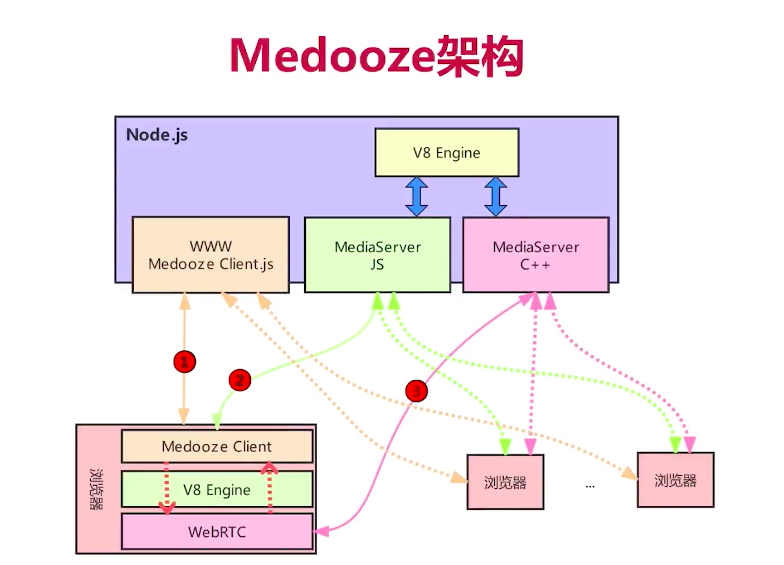 Medooze架构
Node.js
V8 Engine
WWW
Medooze Client.js
MediaServer
JS
MediaServer
C++
1
2
3
浏览器
Medooze Client
V8 Engine
WebRTC
浏览器
...
浏览器